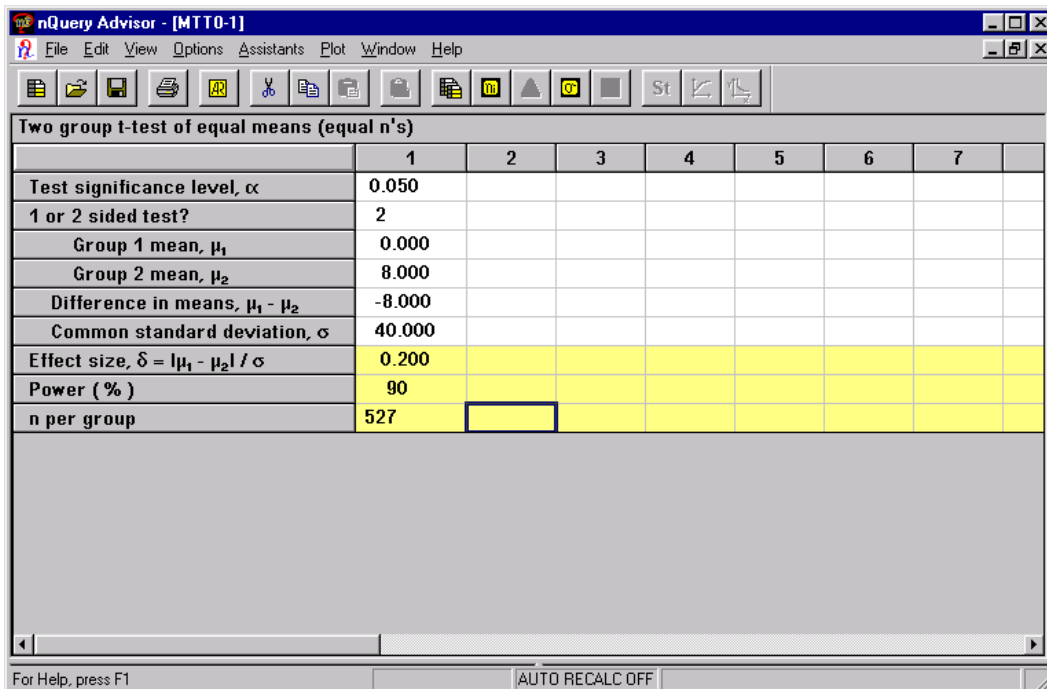 nQuery Advisor - [MTT0-1]
File Edit View Options Assistants Plot Window Help
AR St
Two group t-test of equal means (equal n's)
1 2 3 4 5 6 7
Test significance level, α 0.050
1 or 2 sided test? 2
Group 1 mean, μ₁ 0.000
Group 2 mean, μ₂ 8.000
Difference in means, μ₁ - μ₂ -8.000
Common standard deviation, σ 40.000
Effect size, δ = |μ₁ - μ₂| / σ 0.200
Power ( % ) 90
n per group 527
For Help, press F1 AUTO RECALC OFF